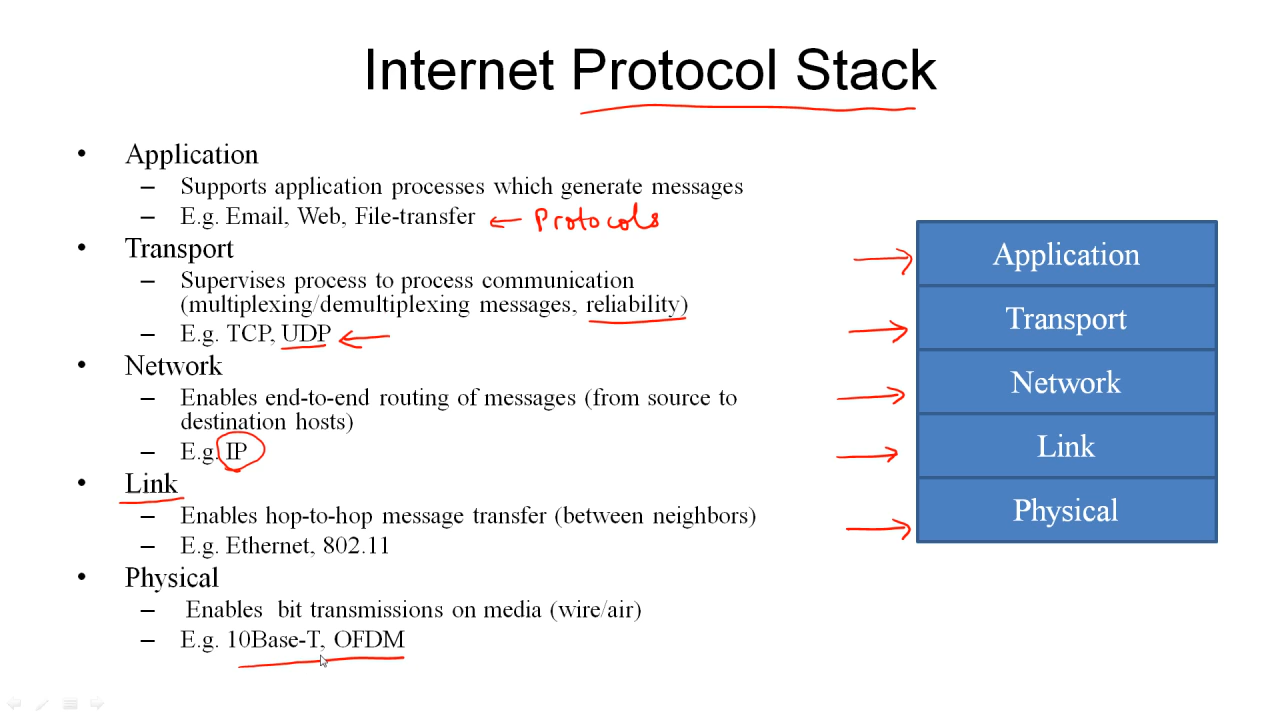 Internet Protocol Stack
• Application
– Supports application processes which generate messages
– E.g. Email, Web, File-transfer ← Protocols
• Transport
– Supervises process to process communication
(multiplexing/demultiplexing messages, reliability)
– E.g. TCP, UDP ←
• Network
– Enables end-to-end routing of messages (from source to
destination hosts)
– E.g. IP
• Link
– Enables hop-to-hop message transfer (between neighbors)
– E.g. Ethernet, 802.11
• Physical
– Enables bit transmissions on media (wire/air)
– E.g. 10Base-T, OFDM
→ Application
→ Transport
→ Network
→ Link
→ Physical